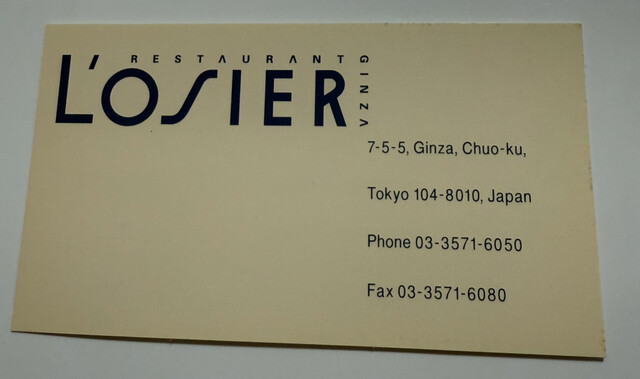 RESTAURANT
L'OSIER
GINZA
7-5-5, Ginza, Chuo-ku,
Tokyo 104-8010, Japan
Phone 03-3571-6050
Fax 03-3571-6080